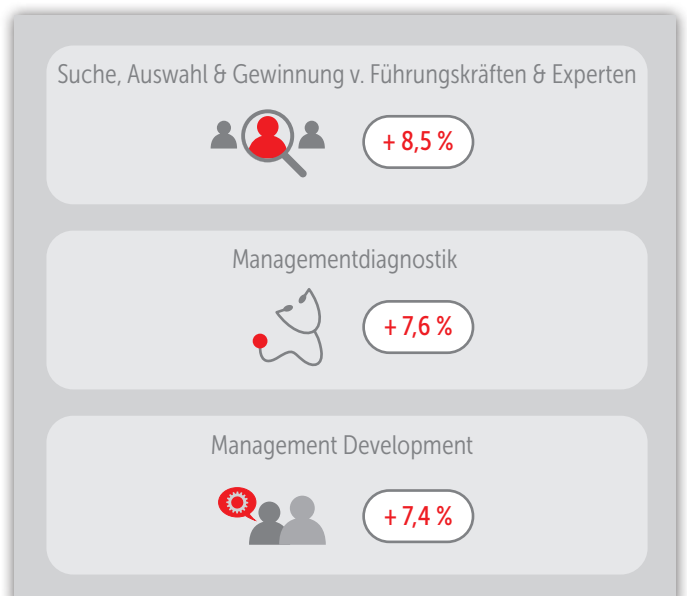 Suche, Auswahl & Gewinnung v. Führungskräften & Experten
+ 8,5 %
Managementdiagnostik
+ 7,6 %
Management Development
+ 7,4 %